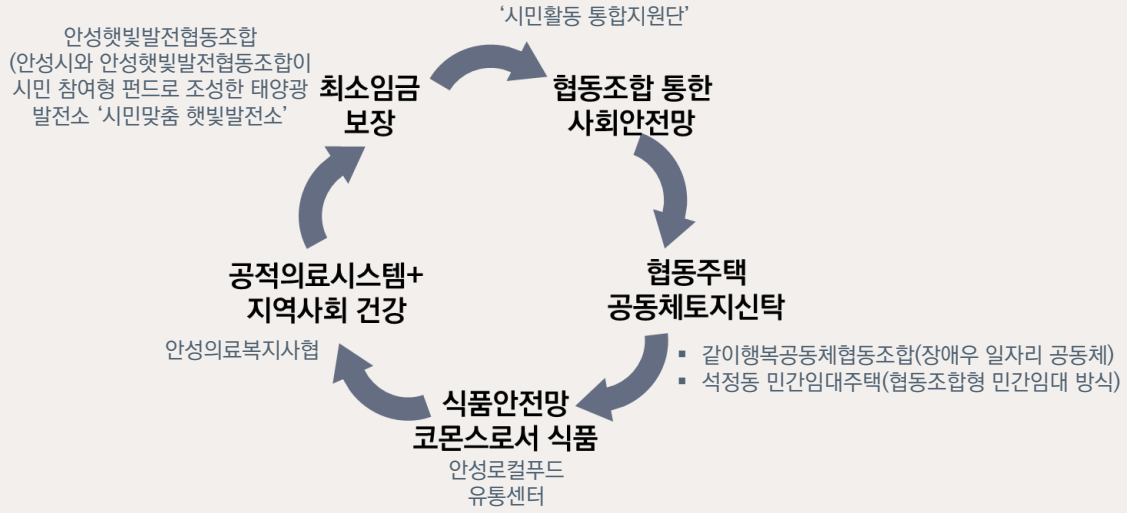 ‘시민활동 통합지원단’
안성햇빛발전협동조합
(안성시와 안성햇빛발전협동조합이
시민 참여형 펀드로 조성한 태양광
발전소 ‘시민맞춤 햇빛발전소’
최소임금
보장
협동조합 통한
사회안전망
협동주택
공동체토지신탁
▪ 같이행복공동체협동조합(장애우 일자리 공동체)
▪ 석정동 민간임대주택(협동조합형 민간임대 방식)
식품안전망
코몬스로서 식품
안성로컬푸드
유통센터
공적의료시스템+
지역사회 건강
안성의료복지사협